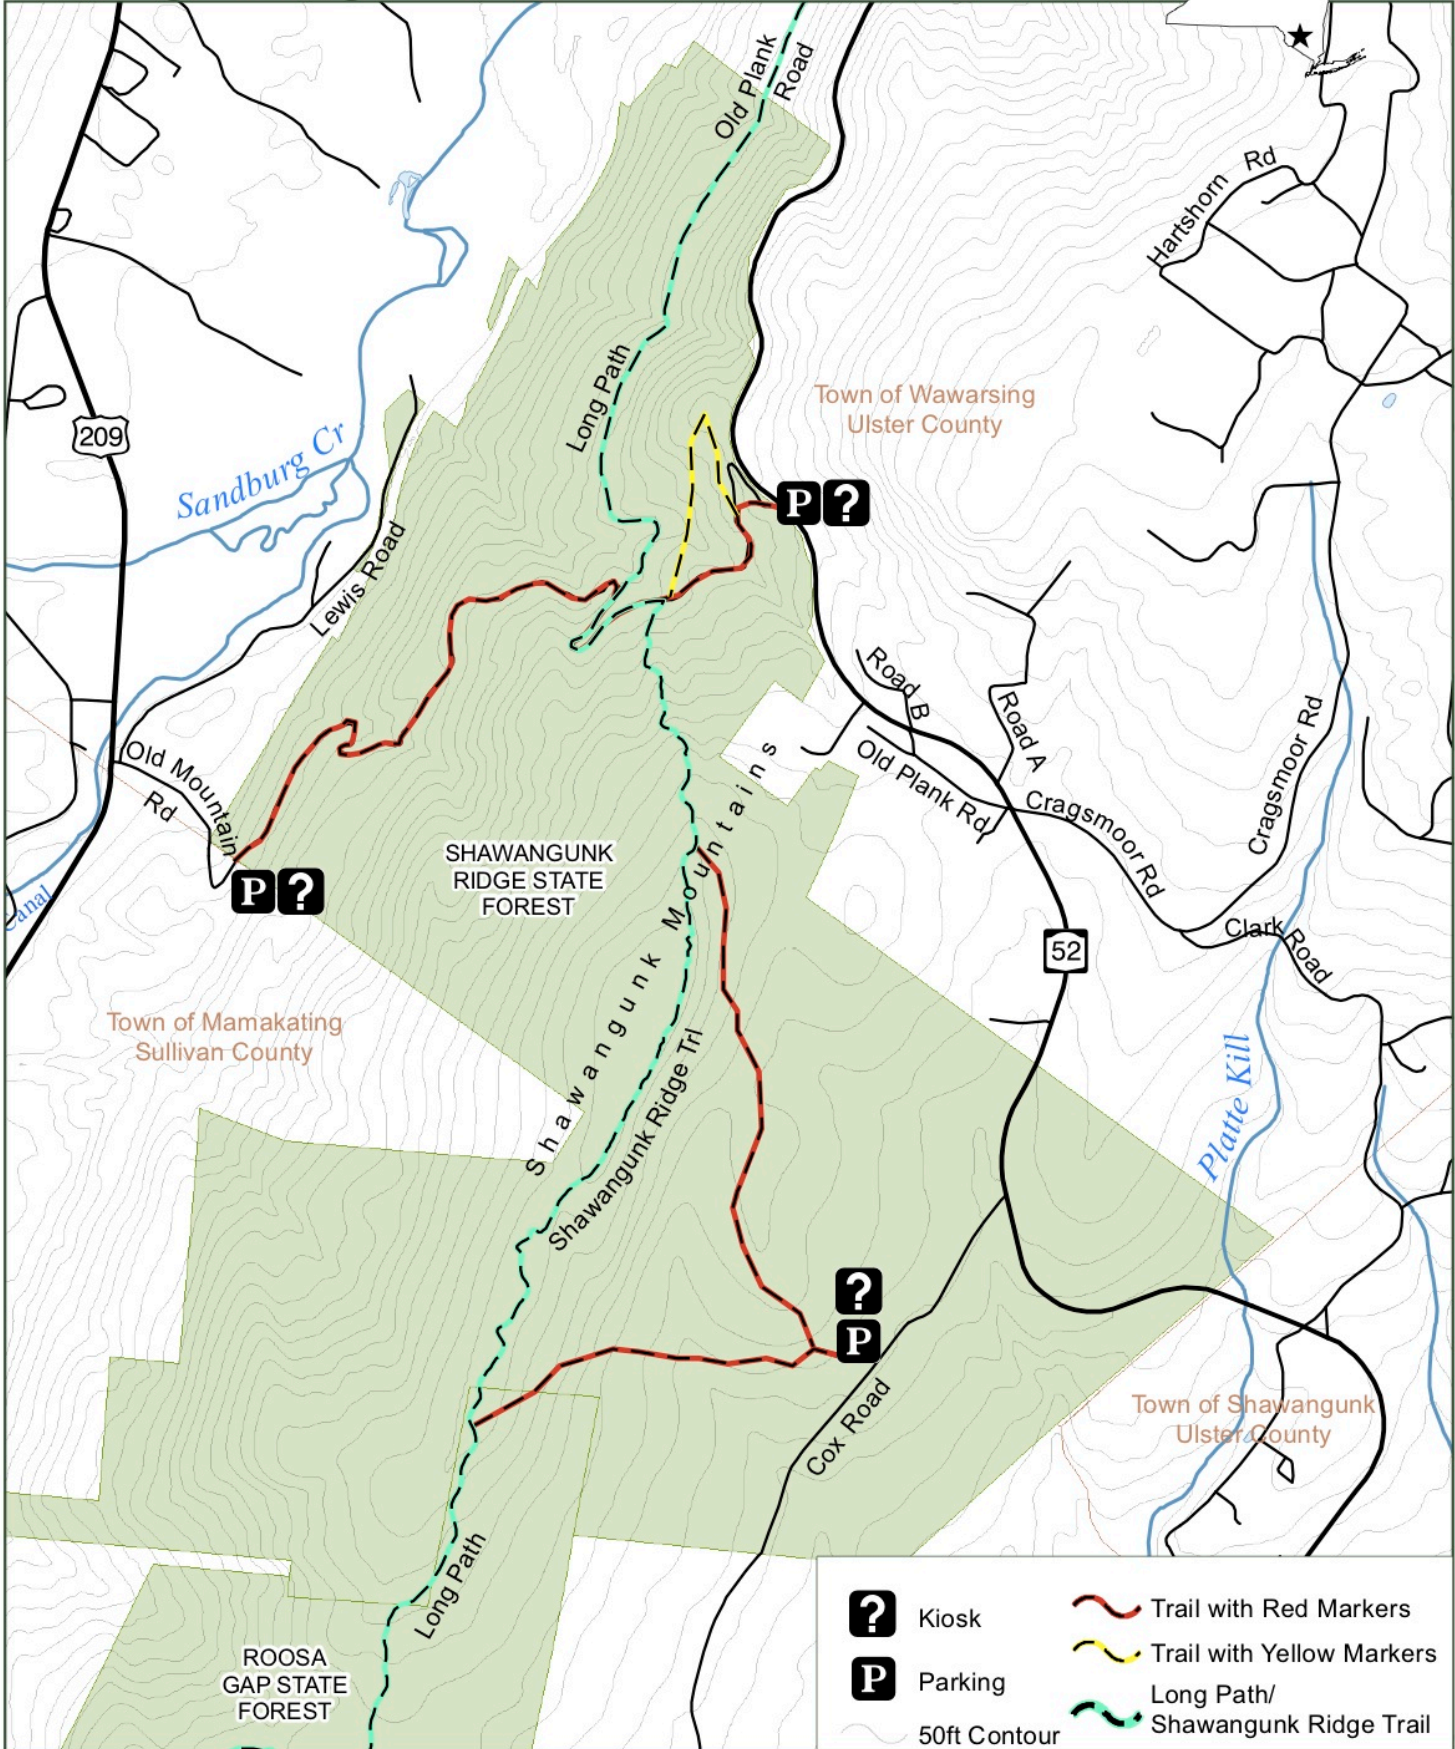 Old Plank
Road
Hartshorn Rd
Long Path
Town of Wawarsing
Ulster County
209
Sandburg Cr
P ?
Lewis Road
Road B
Road A
Old Mountain
Rd
Old Plank Rd
Cragsmoor Rd
Cragsmoor Rd
SHAWANGUNK
RIDGE STATE
FOREST
P ?
Canal
Shawangunk Mountains
Clark Road
52
Town of Mamakating
Sullivan County
Shawangunk Ridge Trl
Platte Kill
?
P
Cox Road
Town of Shawangunk
Ulster County
Long Path
ROOSA
GAP STATE
FOREST
? Kiosk
P Parking
50ft Contour
Trail with Red Markers
Trail with Yellow Markers
Long Path/
Shawangunk Ridge Trail